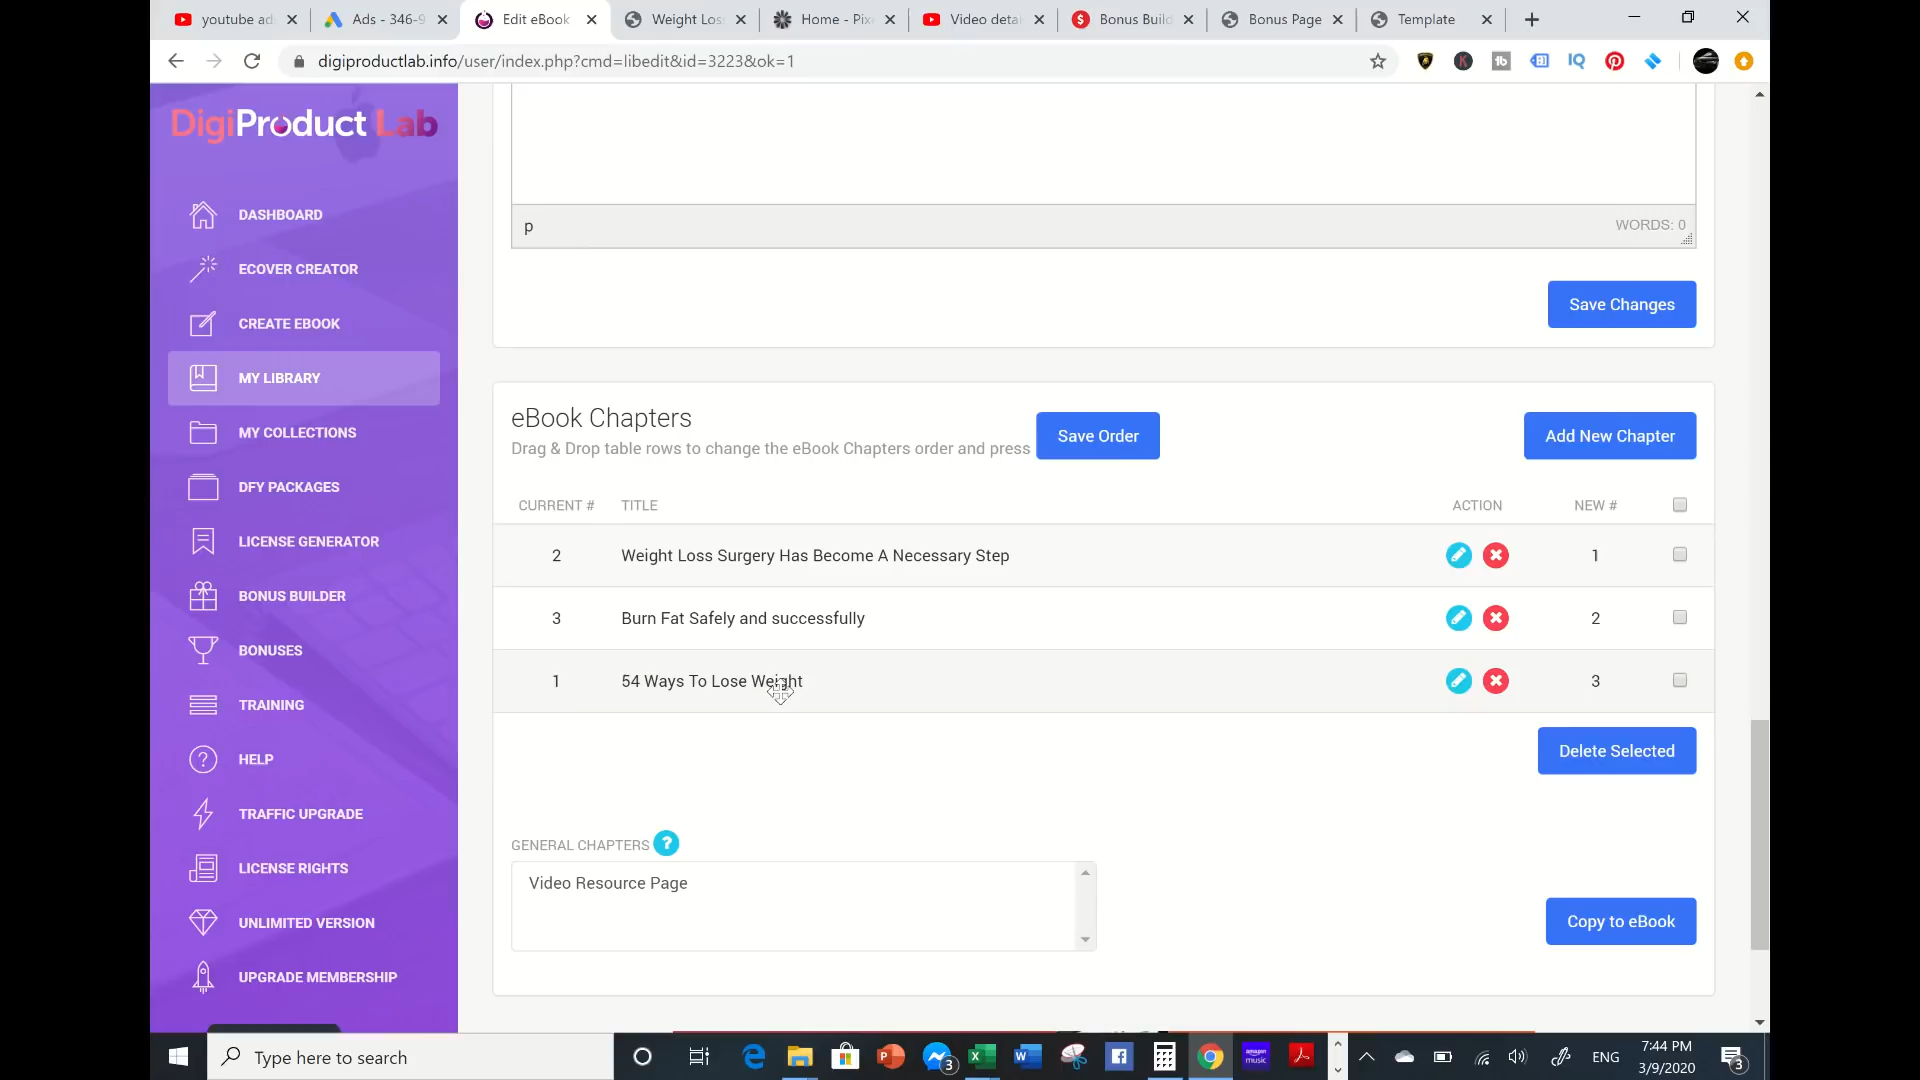 youtube ad
Ads - 346-9
Edit eBook
Weight Los
Home - Pix
Video deta
Bonus Build
Bonus Page
Template
digiproductlab.info/user/index.php?cmd=libedit&id=3223&ok=1
DigiProduct Lab
DASHBOARD
ECOVER CREATOR
CREATE EBOOK
MY LIBRARY
MY COLLECTIONS
DFY PACKAGES
LICENSE GENERATOR
BONUS BUILDER
BONUSES
TRAINING
HELP
TRAFFIC UPGRADE
LICENSE RIGHTS
UNLIMITED VERSION
UPGRADE MEMBERSHIP
p
WORDS: 0
Save Changes
eBook Chapters
Drag & Drop table rows to change the eBook Chapters order and press
Save Order
Add New Chapter
CURRENT # TITLE ACTION NEW #
2 Weight Loss Surgery Has Become A Necessary Step 1
3 Burn Fat Safely and successfully 2
1 54 Ways To Lose Weight 3
Delete Selected
GENERAL CHAPTERS ?
Video Resource Page
Copy to eBook
Type here to search
3
ENG
7:44 PM
3/9/2020
3